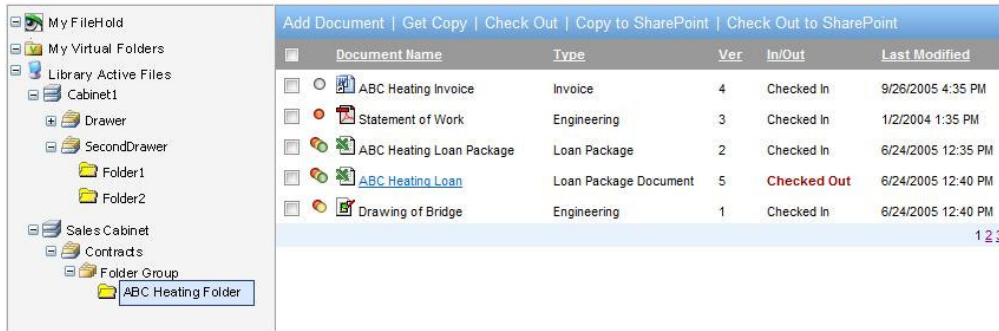 My FileHold
My Virtual Folders
Library Active Files
Cabinet1
Drawer
SecondDrawer
Folder1
Folder2
Sales Cabinet
Contracts
Folder Group
ABC Heating Folder
Add Document | Get Copy | Check Out | Copy to SharePoint | Check Out to SharePoint
Document Name Type Ver In/Out Last Modified
ABC Heating Invoice Invoice 4 Checked In 9/26/2005 4:35 PM
Statement of Work Engineering 3 Checked In 1/2/2004 1:35 PM
ABC Heating Loan Package Loan Package 2 Checked In 6/24/2005 12:35 PM
ABC Heating Loan Loan Package Document 5 Checked Out 6/24/2005 12:40 PM
Drawing of Bridge Engineering 1 Checked In 6/24/2005 12:40 PM
1 2 3